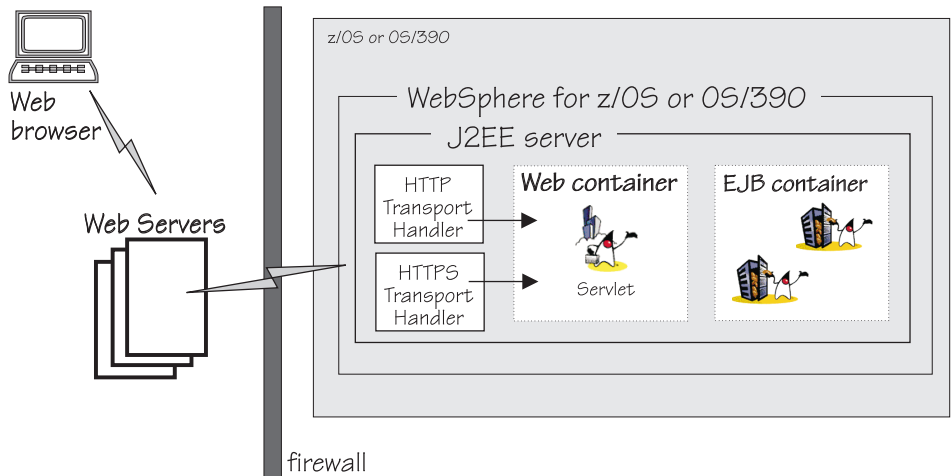 z/OS or OS/390
WebSphere for z/OS or OS/390
J2EE server
Web
browser
Web Servers
HTTP
Transport
Handler
HTTPS
Transport
Handler
Web container
Servlet
EJB container
firewall